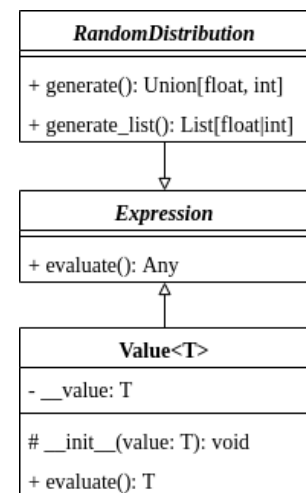 RandomDistribution
+ generate(): Union[float, int]
+ generate_list(): List[float|int]
Expression
+ evaluate(): Any
Value<T>
- __value: T
# __init__(value: T): void
+ evaluate(): T